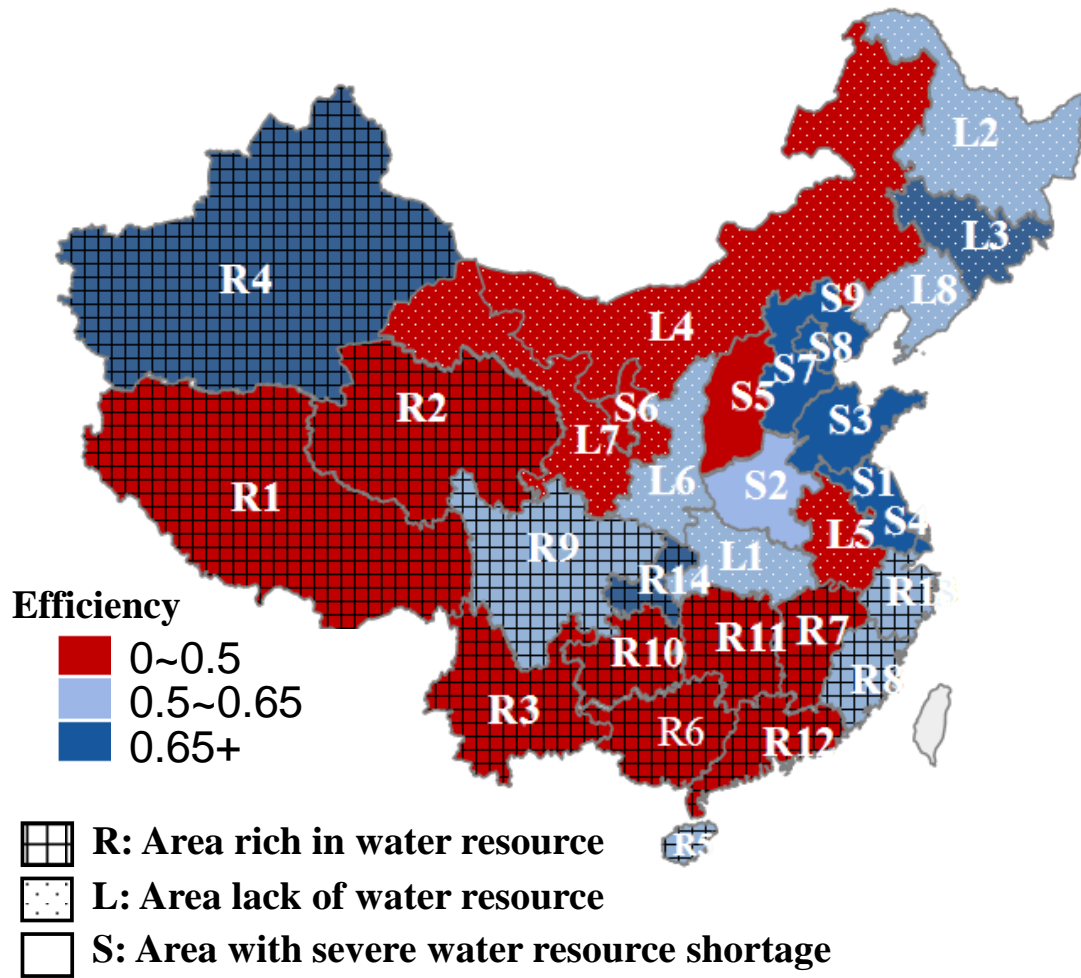 L2
L3
R4
S9
L8
L4
S8
S7
R2
S6
S5
S3
L7
R1
L6
S2
S1
S4
R9
L5
L1
R14
R10
R11
R7
R8
R3
R6
R12
Efficiency
0~0.5
0.5~0.65
0.65+
R: Area rich in water resource
L: Area lack of water resource
S: Area with severe water resource shortage